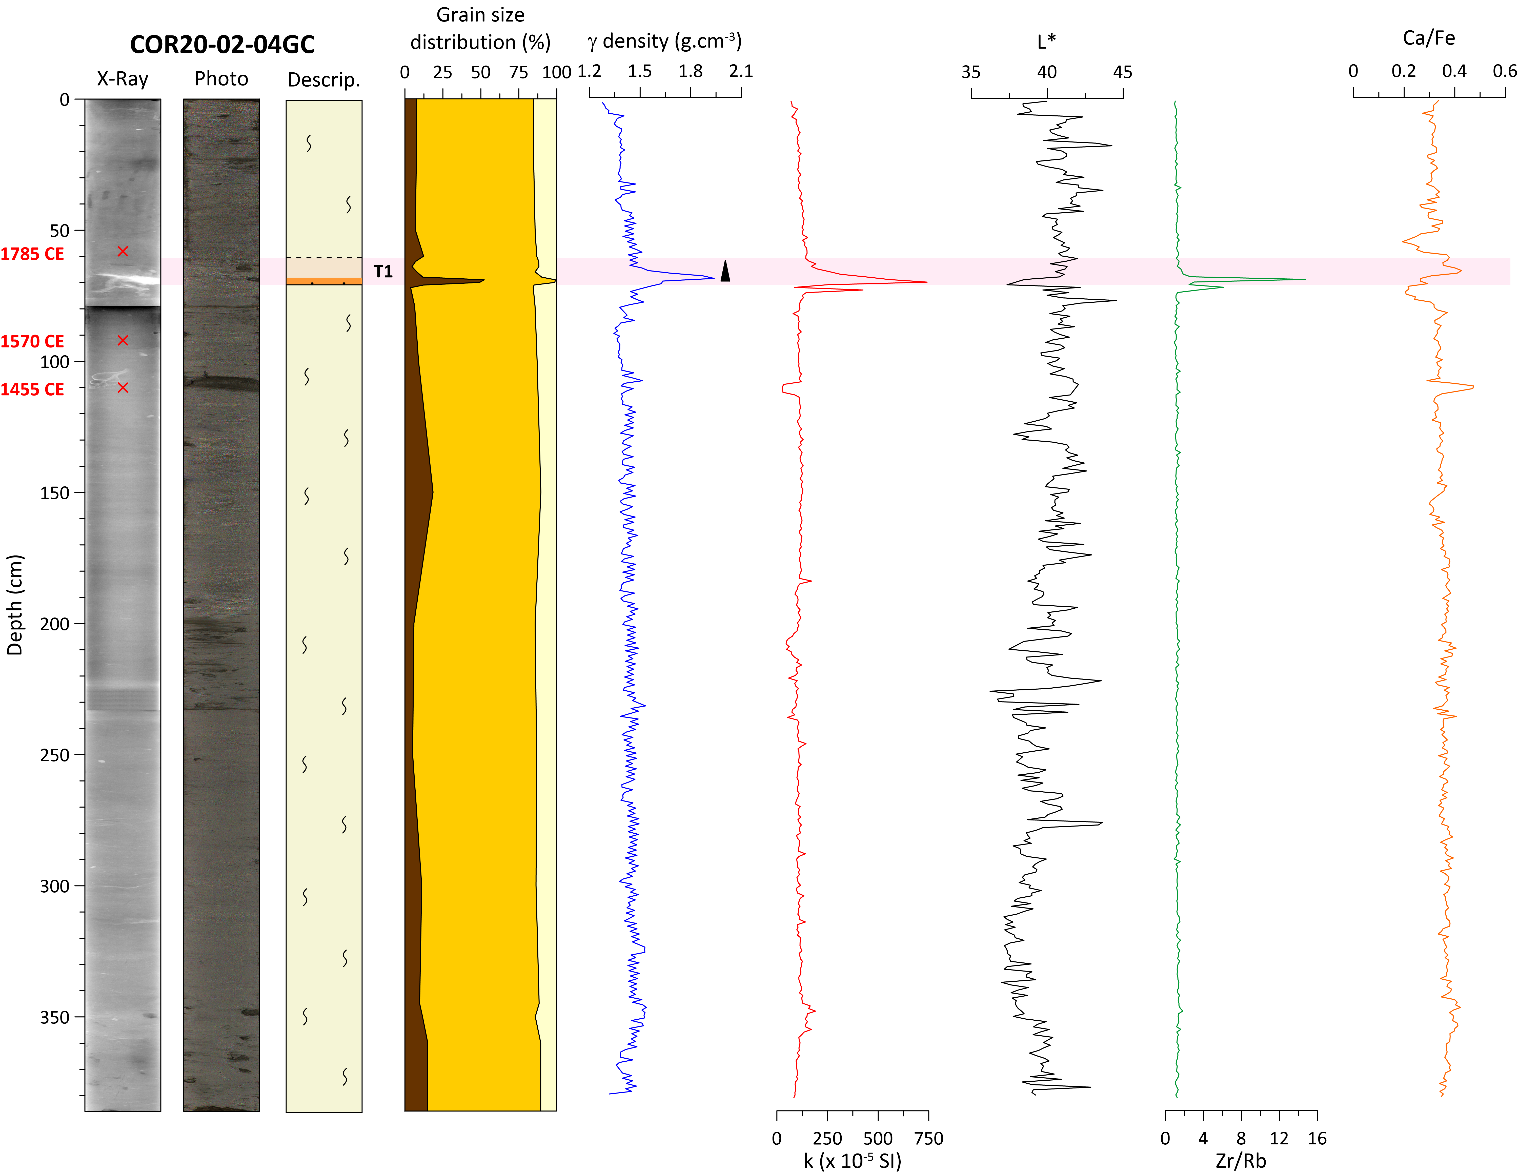 Grain size
COR20-02-04GC distribution (%) γ density (g.cm-3) L* Ca/Fe
X-Ray Photo Descrip. 0 25 50 75 100 1.2 1.5 1.8 2.1 35 40 45 0 0.2 0.4 0.6
0
50
1785 CE
T1
1570 CE
100
1455 CE
150
Depth (cm)
200
250
300
350
0 250 500 750 0 4 8 12 16
k (x 10-5 SI) Zr/Rb